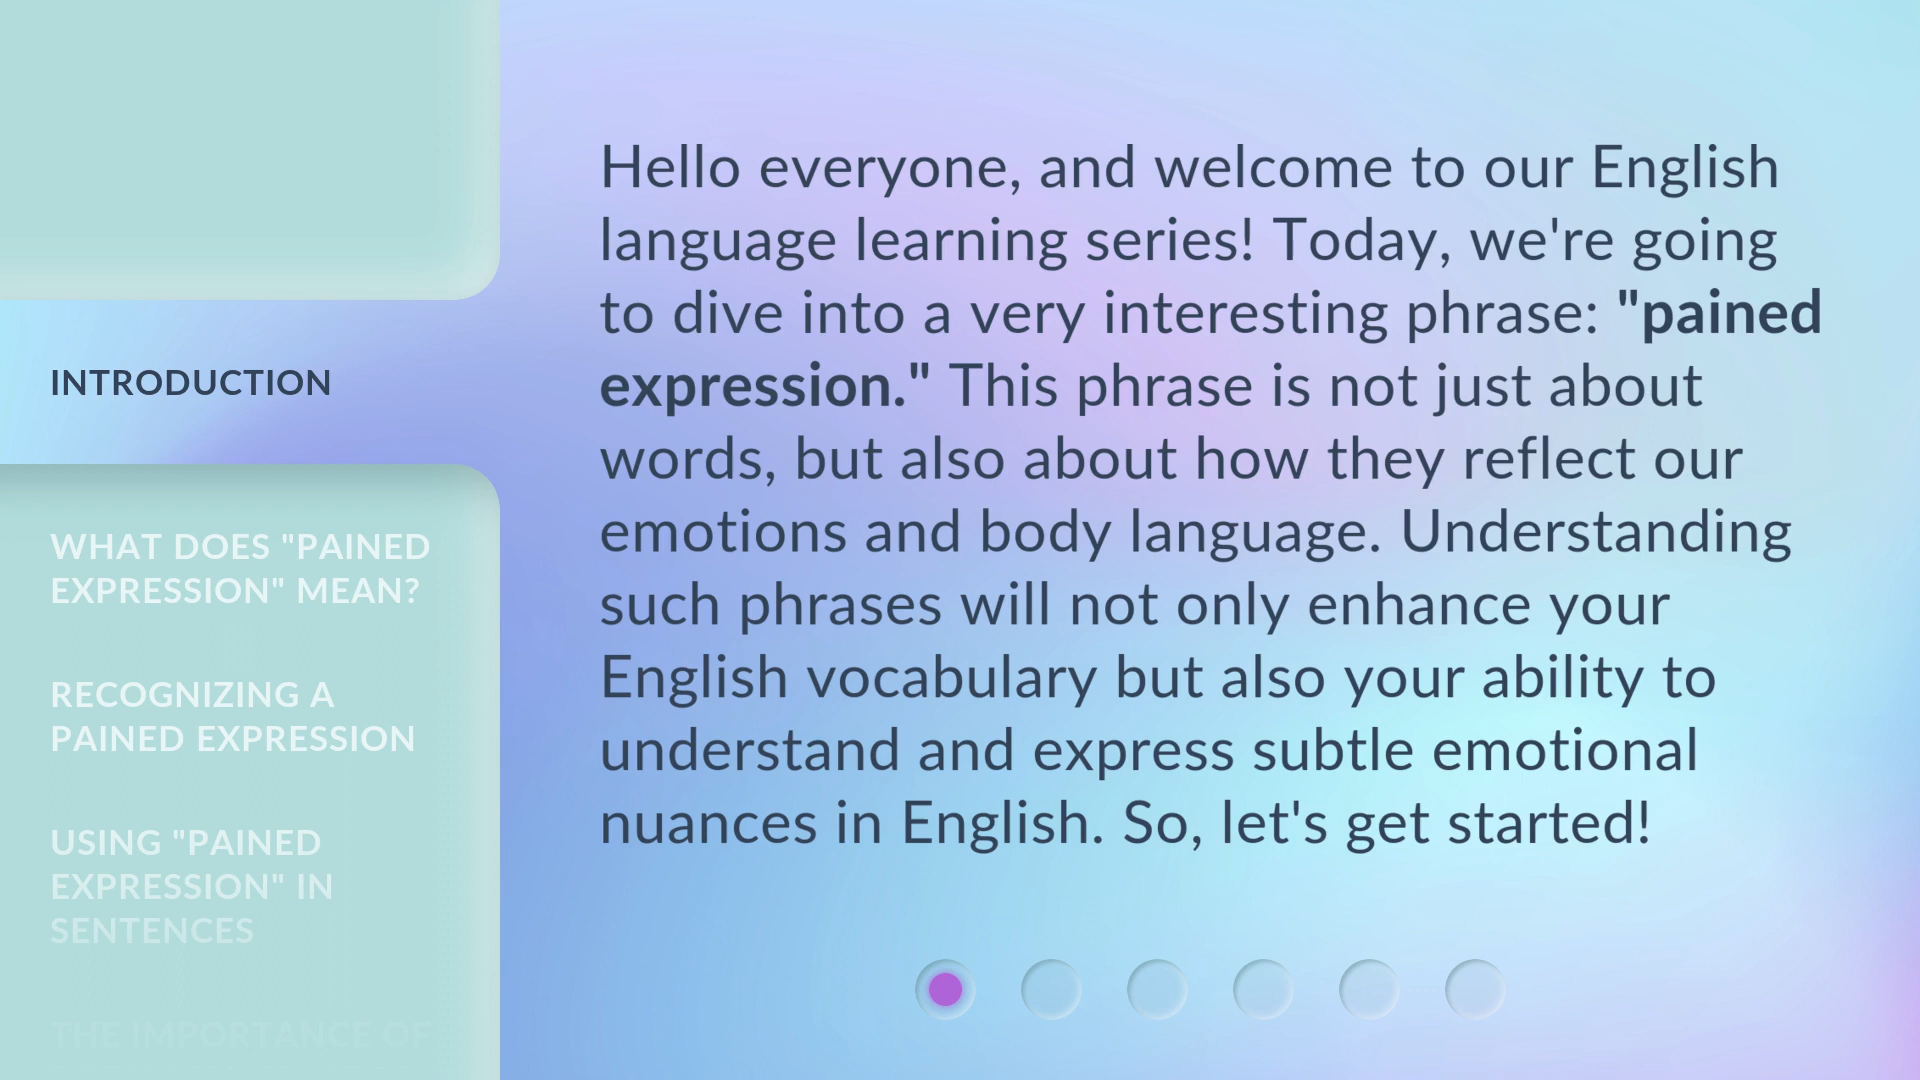 INTRODUCTION
WHAT DOES "PAINED
EXPRESSION" MEAN?
RECOGNIZING A
PAINED EXPRESSION
USING "PAINED
EXPRESSION" IN
SENTENCES
THE IMPORTANCE OF
Hello everyone, and welcome to our English
language learning series! Today, we're going
to dive into a very interesting phrase: "pained
expression." This phrase is not just about
words, but also about how they reflect our
emotions and body language. Understanding
such phrases will not only enhance your
English vocabulary but also your ability to
understand and express subtle emotional
nuances in English. So, let's get started!